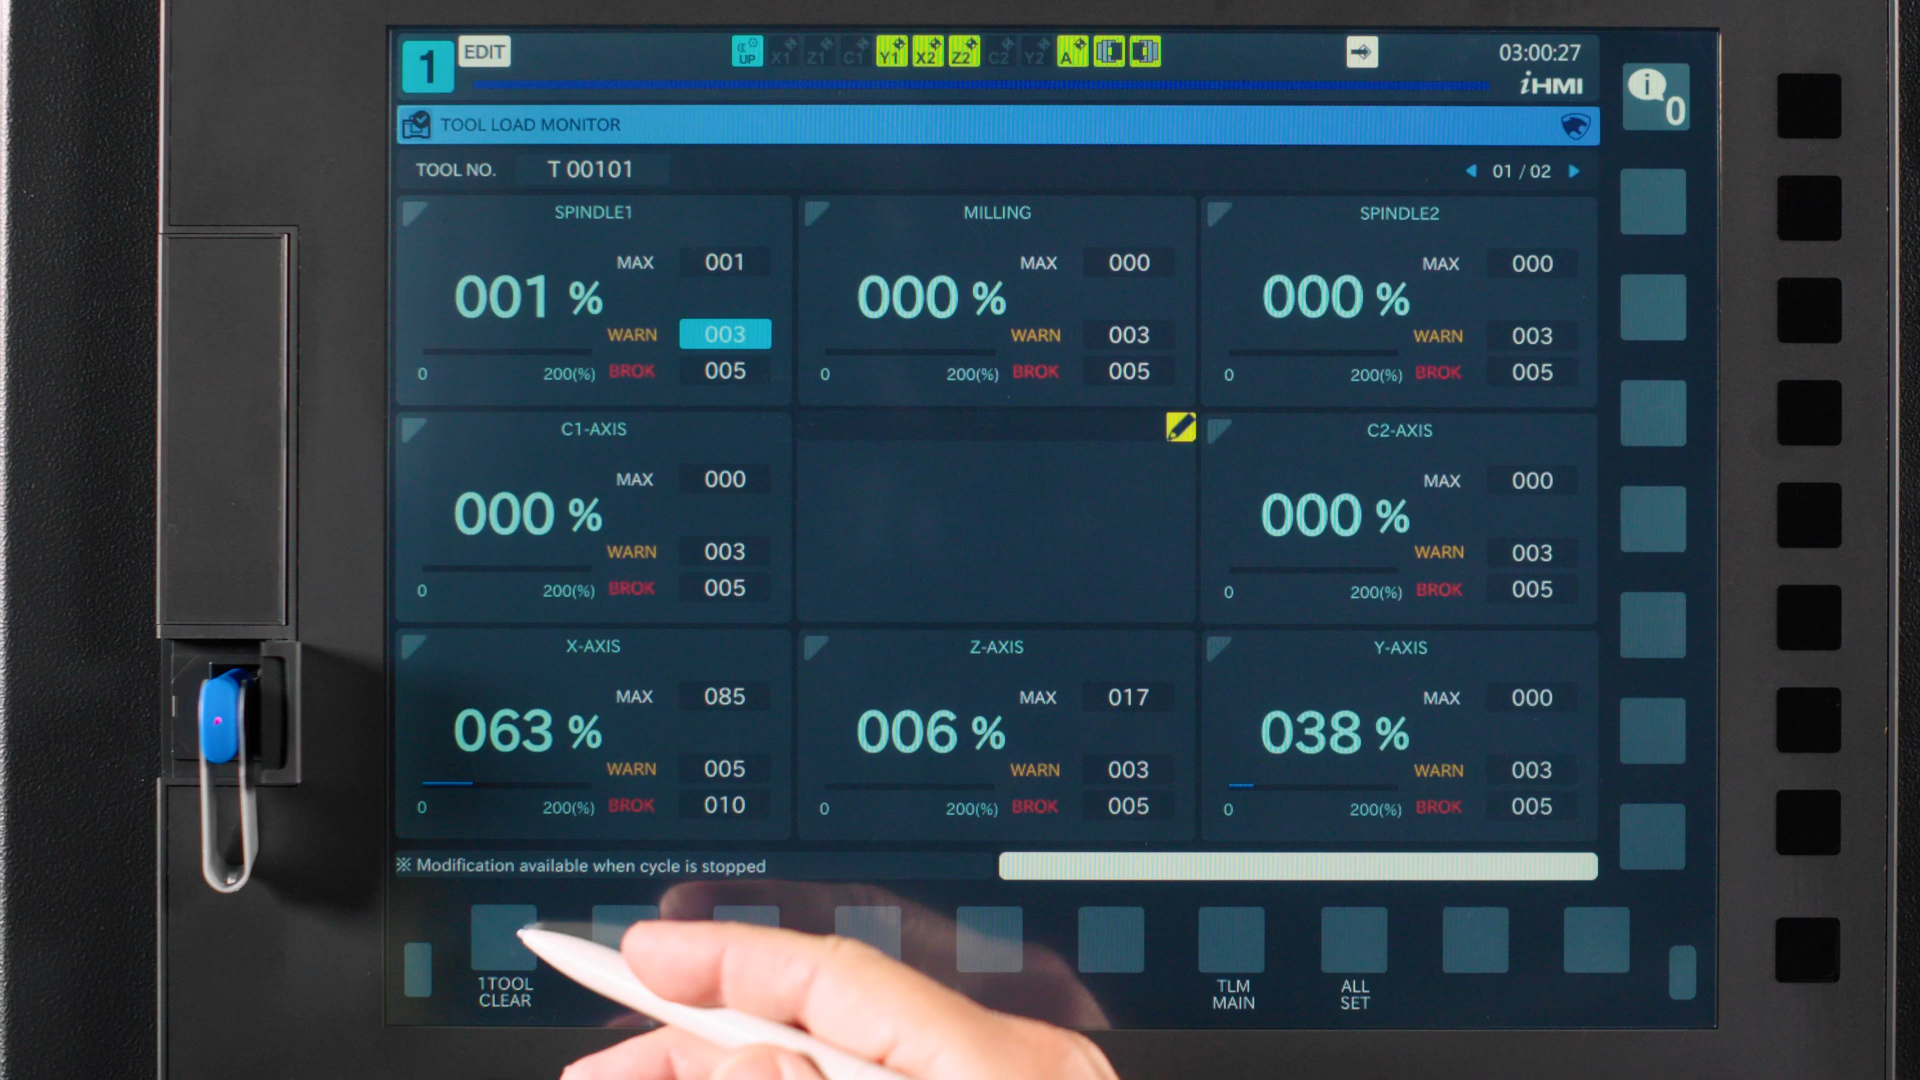 1 EDIT UP X1 Z1 C1 Y1 X2 Z2 C2 Y2 A 03:00:27
iHMI
i 0
TOOL LOAD MONITOR
TOOL NO. T 00101 01 / 02
SPINDLE1
MAX 001
001 %
WARN 003
0 200(%) BROK 005
MILLING
MAX 000
000 %
WARN 003
0 200(%) BROK 005
SPINDLE2
MAX 000
000 %
WARN 003
0 200(%) BROK 005
C1-AXIS
MAX 000
000 %
WARN 003
0 200(%) BROK 005
C2-AXIS
MAX 000
000 %
WARN 003
0 200(%) BROK 005
X-AXIS
MAX 085
063 %
WARN 005
0 200(%) BROK 010
Z-AXIS
MAX 017
006 %
WARN 003
0 200(%) BROK 005
Y-AXIS
MAX 000
038 %
WARN 003
0 200(%) BROK 005
※ Modification available when cycle is stopped
1TOOL
CLEAR
TLM
MAIN
ALL
SET